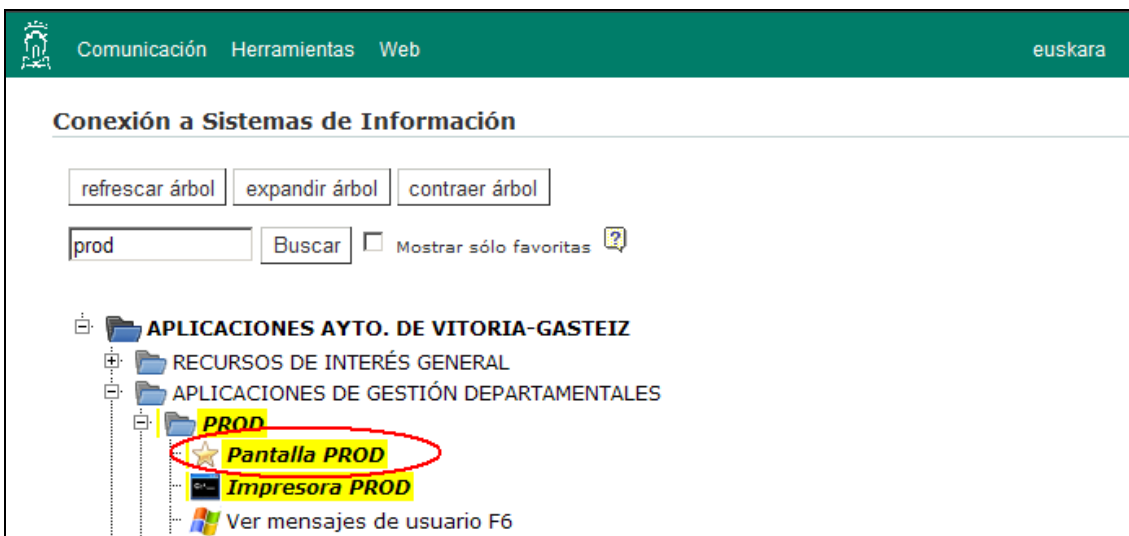 Comunicación Herramientas Web euskara
Conexión a Sistemas de Información
refrescar árbol expandir árbol contraer árbol
prod Buscar Mostrar sólo favoritas ?
APLICACIONES AYTO. DE VITORIA-GASTEIZ
RECURSOS DE INTERÉS GENERAL
APLICACIONES DE GESTIÓN DEPARTAMENTALES
PROD
Pantalla PROD
Impresora PROD
Ver mensajes de usuario F6